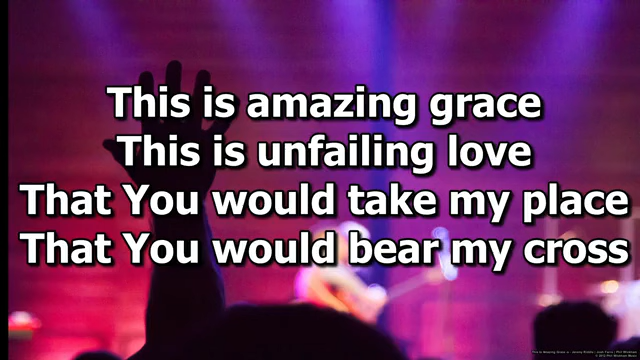 This is amazing grace
This is unfailing love
That You would take my place
That You would bear my cross